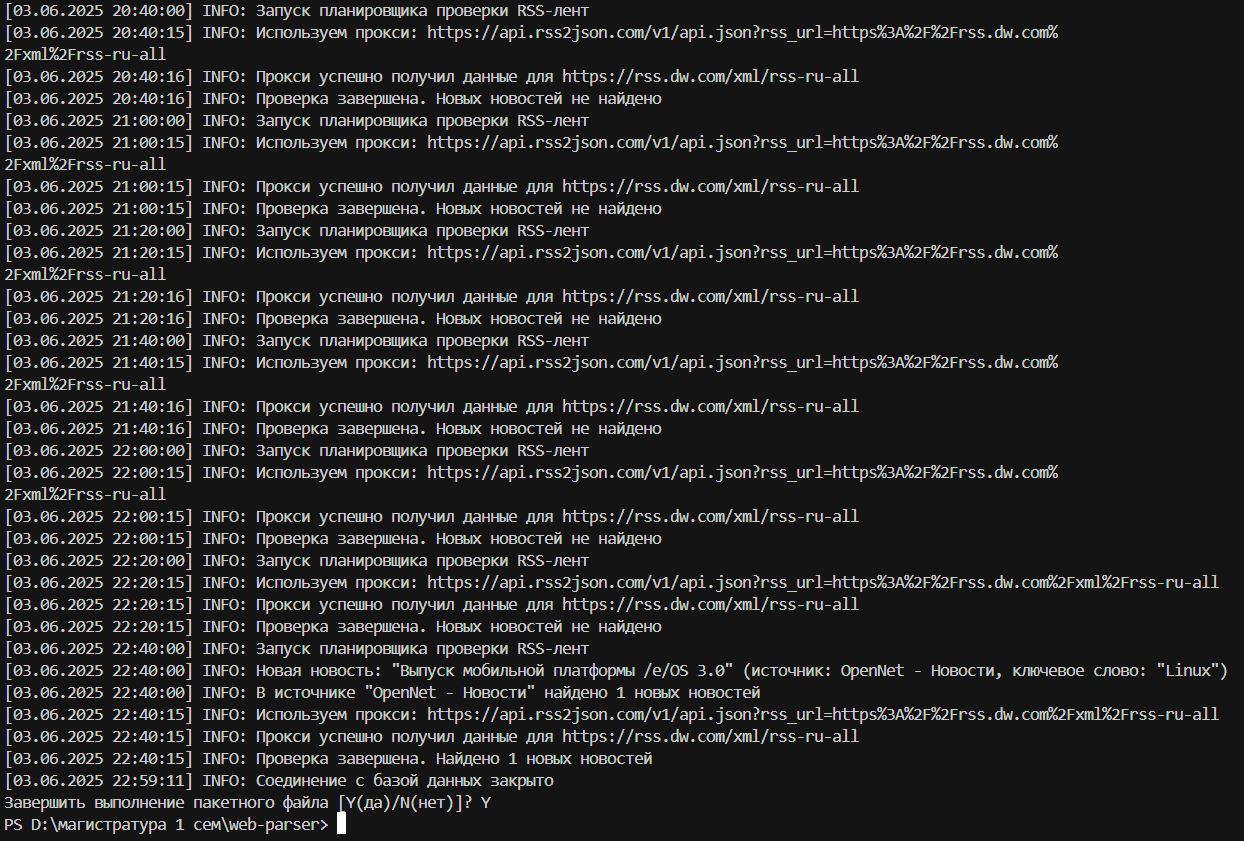 [03.06.2025 20:40:00] INFO: Запуск планировщика проверки RSS-лент
[03.06.2025 20:40:15] INFO: Используем прокси: https://api.rss2json.com/v1/api.json?rss_url=https%3A%2F%2Frss.dw.com%
2Fxml%2Frss-ru-all
[03.06.2025 20:40:16] INFO: Прокси успешно получил данные для https://rss.dw.com/xml/rss-ru-all
[03.06.2025 20:40:16] INFO: Проверка завершена. Новых новостей не найдено
[03.06.2025 21:00:00] INFO: Запуск планировщика проверки RSS-лент
[03.06.2025 21:00:15] INFO: Используем прокси: https://api.rss2json.com/v1/api.json?rss_url=https%3A%2F%2Frss.dw.com%
2Fxml%2Frss-ru-all
[03.06.2025 21:00:15] INFO: Прокси успешно получил данные для https://rss.dw.com/xml/rss-ru-all
[03.06.2025 21:00:15] INFO: Проверка завершена. Новых новостей не найдено
[03.06.2025 21:20:00] INFO: Запуск планировщика проверки RSS-лент
[03.06.2025 21:20:15] INFO: Используем прокси: https://api.rss2json.com/v1/api.json?rss_url=https%3A%2F%2Frss.dw.com%
2Fxml%2Frss-ru-all
[03.06.2025 21:20:16] INFO: Прокси успешно получил данные для https://rss.dw.com/xml/rss-ru-all
[03.06.2025 21:20:16] INFO: Проверка завершена. Новых новостей не найдено
[03.06.2025 21:40:00] INFO: Запуск планировщика проверки RSS-лент
[03.06.2025 21:40:15] INFO: Используем прокси: https://api.rss2json.com/v1/api.json?rss_url=https%3A%2F%2Frss.dw.com%
2Fxml%2Frss-ru-all
[03.06.2025 21:40:16] INFO: Прокси успешно получил данные для https://rss.dw.com/xml/rss-ru-all
[03.06.2025 21:40:16] INFO: Проверка завершена. Новых новостей не найдено
[03.06.2025 22:00:00] INFO: Запуск планировщика проверки RSS-лент
[03.06.2025 22:00:15] INFO: Используем прокси: https://api.rss2json.com/v1/api.json?rss_url=https%3A%2F%2Frss.dw.com%
2Fxml%2Frss-ru-all
[03.06.2025 22:00:15] INFO: Прокси успешно получил данные для https://rss.dw.com/xml/rss-ru-all
[03.06.2025 22:00:15] INFO: Проверка завершена. Новых новостей не найдено
[03.06.2025 22:20:00] INFO: Запуск планировщика проверки RSS-лент
[03.06.2025 22:20:15] INFO: Используем прокси: https://api.rss2json.com/v1/api.json?rss_url=https%3A%2F%2Frss.dw.com%2Fxml%2Frss-ru-all
[03.06.2025 22:20:15] INFO: Прокси успешно получил данные для https://rss.dw.com/xml/rss-ru-all
[03.06.2025 22:20:15] INFO: Проверка завершена. Новых новостей не найдено
[03.06.2025 22:40:00] INFO: Запуск планировщика проверки RSS-лент
[03.06.2025 22:40:00] INFO: Новая новость: "Выпуск мобильной платформы /e/OS 3.0" (источник: OpenNet - Новости, ключевое слово: "Linux")
[03.06.2025 22:40:00] INFO: В источнике "OpenNet - Новости" найдено 1 новых новостей
[03.06.2025 22:40:15] INFO: Используем прокси: https://api.rss2json.com/v1/api.json?rss_url=https%3A%2F%2Frss.dw.com%2Fxml%2Frss-ru-all
[03.06.2025 22:40:15] INFO: Прокси успешно получил данные для https://rss.dw.com/xml/rss-ru-all
[03.06.2025 22:40:15] INFO: Проверка завершена. Найдено 1 новых новостей
[03.06.2025 22:59:11] INFO: Соединение с базой данных закрыто
Завершить выполнение пакетного файла [Y(да)/N(нет)]? Y
PS D:\магистратура 1 сем\web-parser>